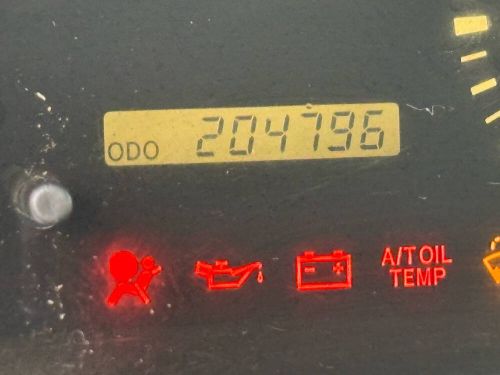 ODO 204796
A/T OIL
TEMP